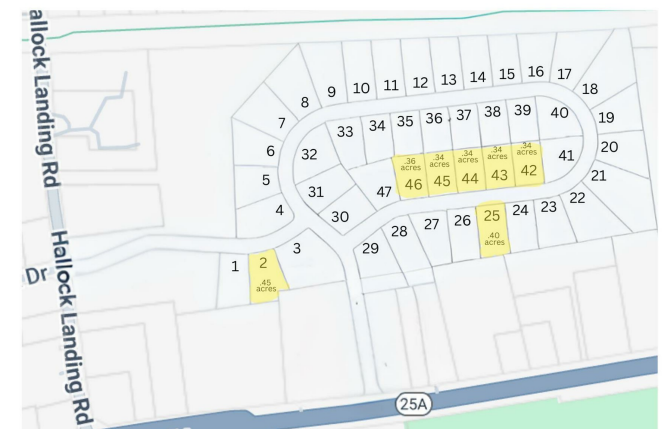 allock Landing Rd
9 10 11 12 13 14 15 16 17
8 18
7 33 34 35 36 37 38 39 40 19
6 32 20
.36 acres .34 acres .34 acres .34 acres .34 acres
41
5 31 47 46 45 44 43 42 21
4 30 22
3 29 28 27 26 25 24 23
.40 acres
1 2
.45 acres
Dr
Hallock Landing Rd
25A